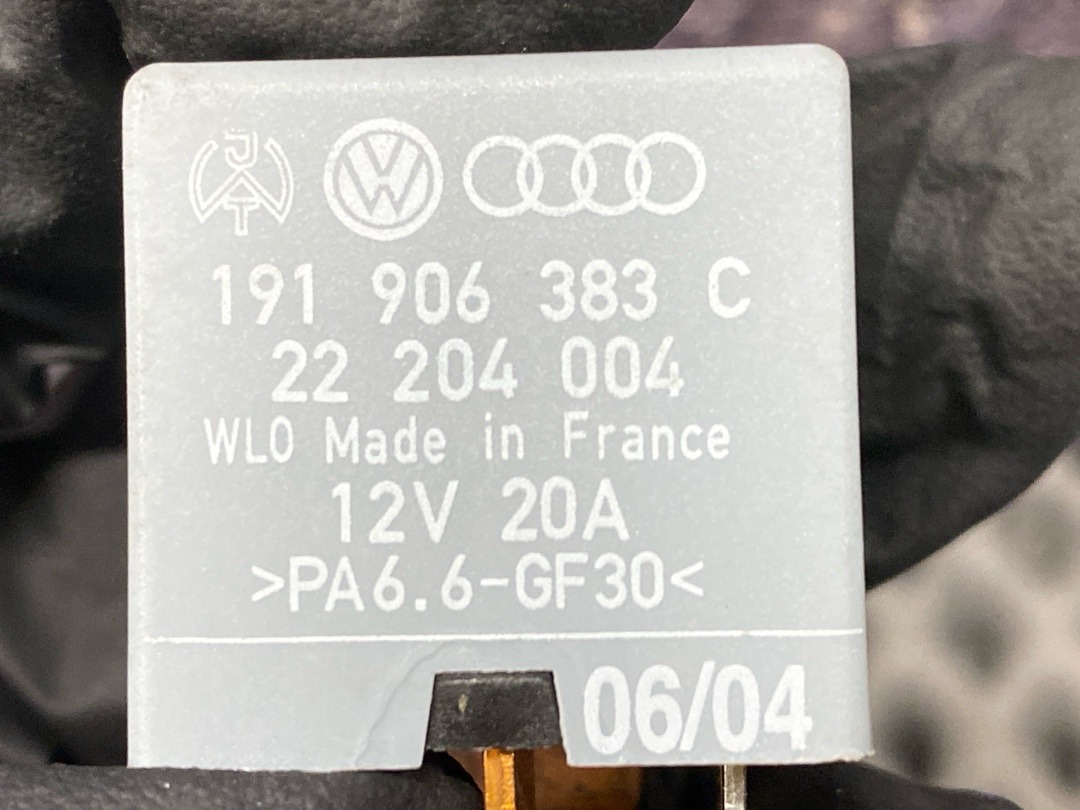 191 906 383 C
22 204 004
WLO Made in France
12V 20A
>PA6.6-GF30<
06/04